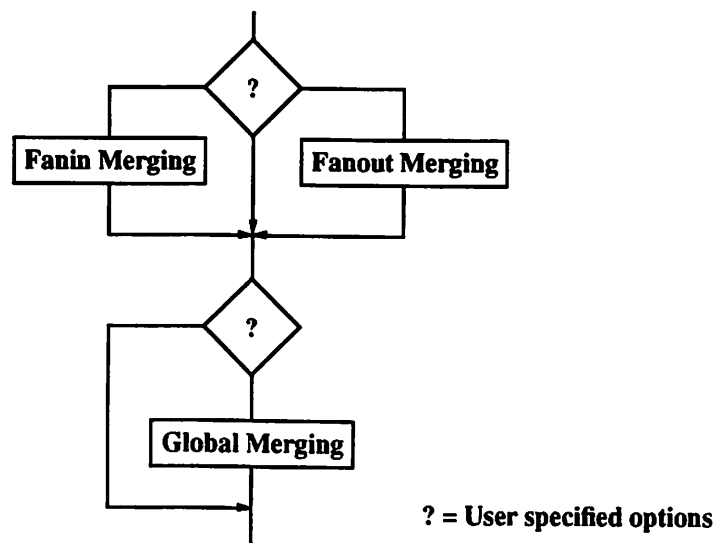 ?
Fanin Merging
Fanout Merging
?
Global Merging
? = User specified options